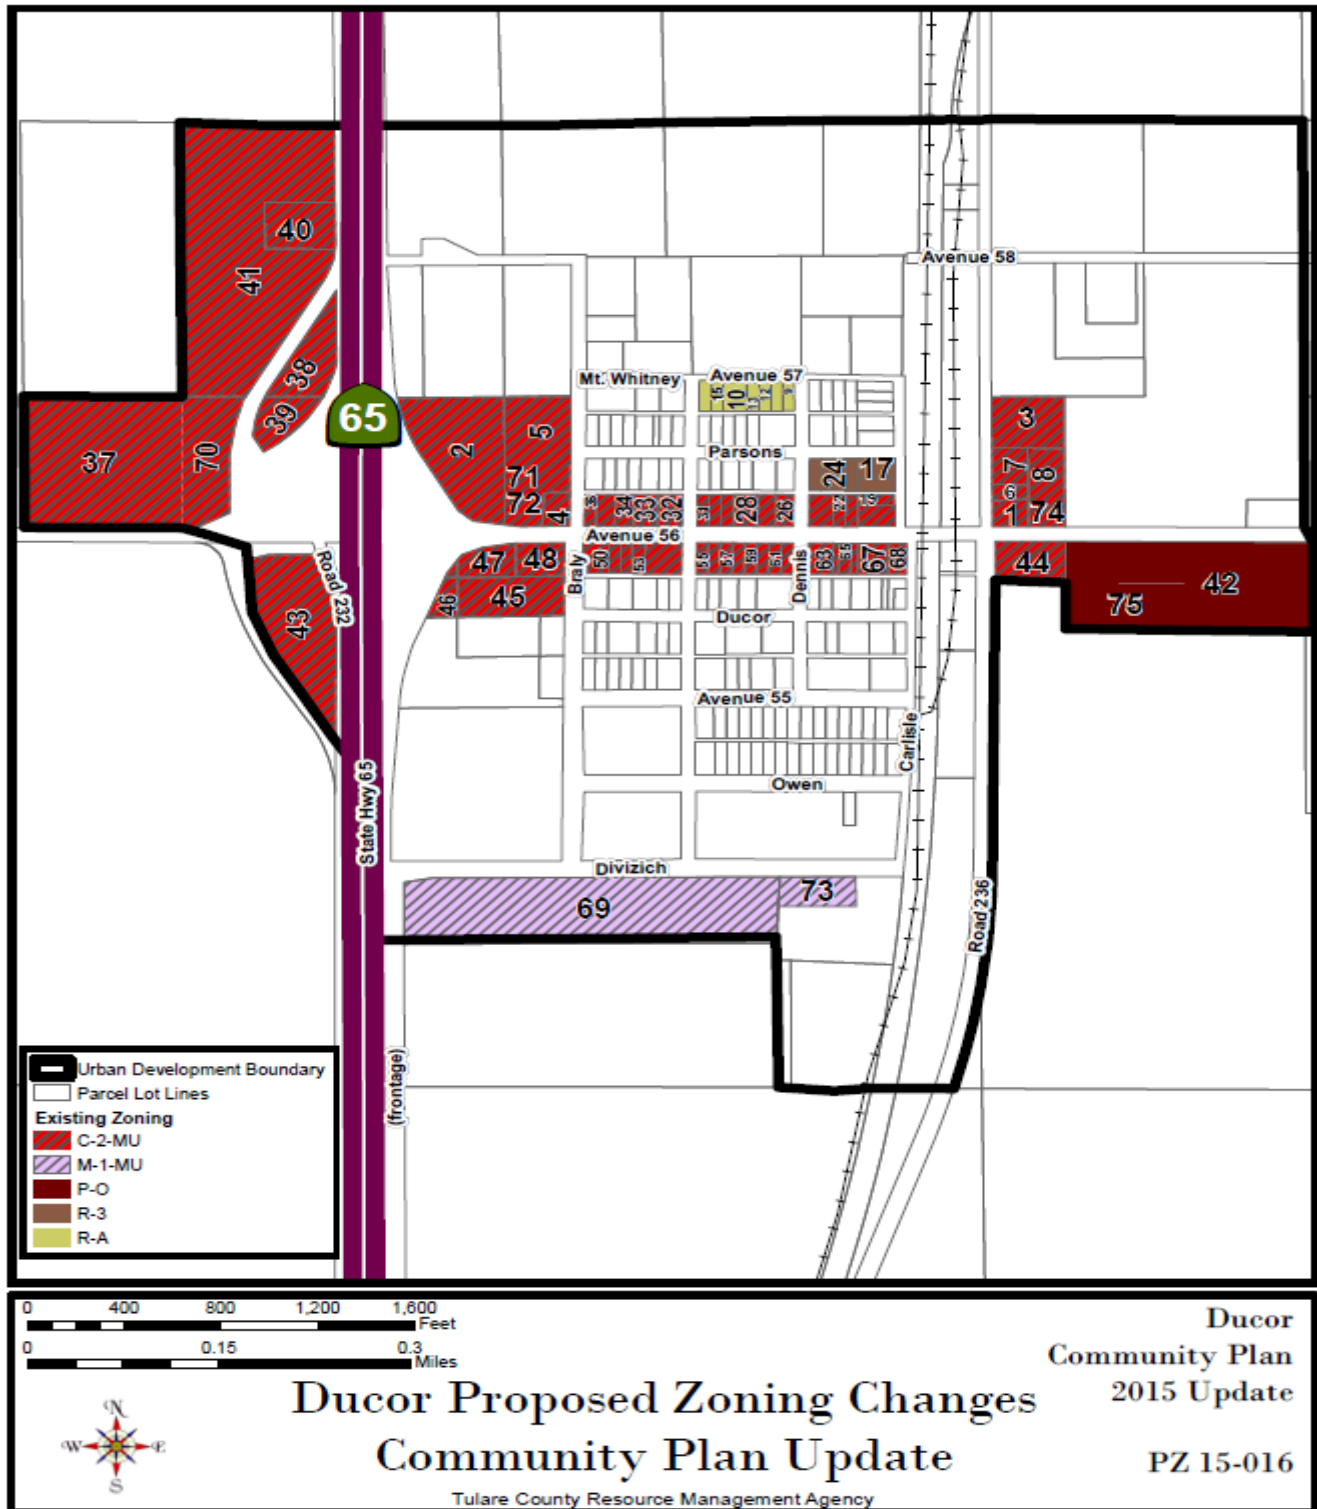 Avenue 58
40
41
38
39
65
Mt. Whitney
Avenue 57
15
10
13
12
9
37
70
2
5
71
72
4
Parsons
24
17
3
7
8
6
1
74
34
33
32
31
28
26
22
19
Avenue 56
47
48
46
45
Braly
50
53
55
57
59
61
Dennis
63
65
67
68
44
42
75
Road 232
43
Ducor
Avenue 55
Carlisle
Owen
State Hwy 65
Divizich
69
73
Road 236
(frontage)
Urban Development Boundary
Parcel Lot Lines
Existing Zoning
C-2-MU
M-1-MU
P-O
R-3
R-A
0 400 800 1,200 1,600
Feet
0 0.15 0.3
Miles
N
W E
S
Ducor Proposed Zoning Changes
Community Plan Update
Tulare County Resource Management Agency
Ducor
Community Plan
2015 Update
PZ 15-016